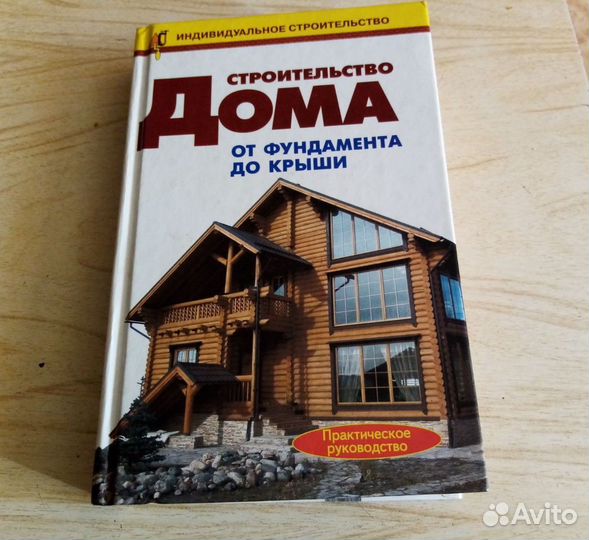 ИНДИВИДУАЛЬНОЕ СТРОИТЕЛЬСТВО
СТРОИТЕЛЬСТВО
ДОМА
ОТ ФУНДАМЕНТА
ДО КРЫШИ
Практическое
руководство
Avito